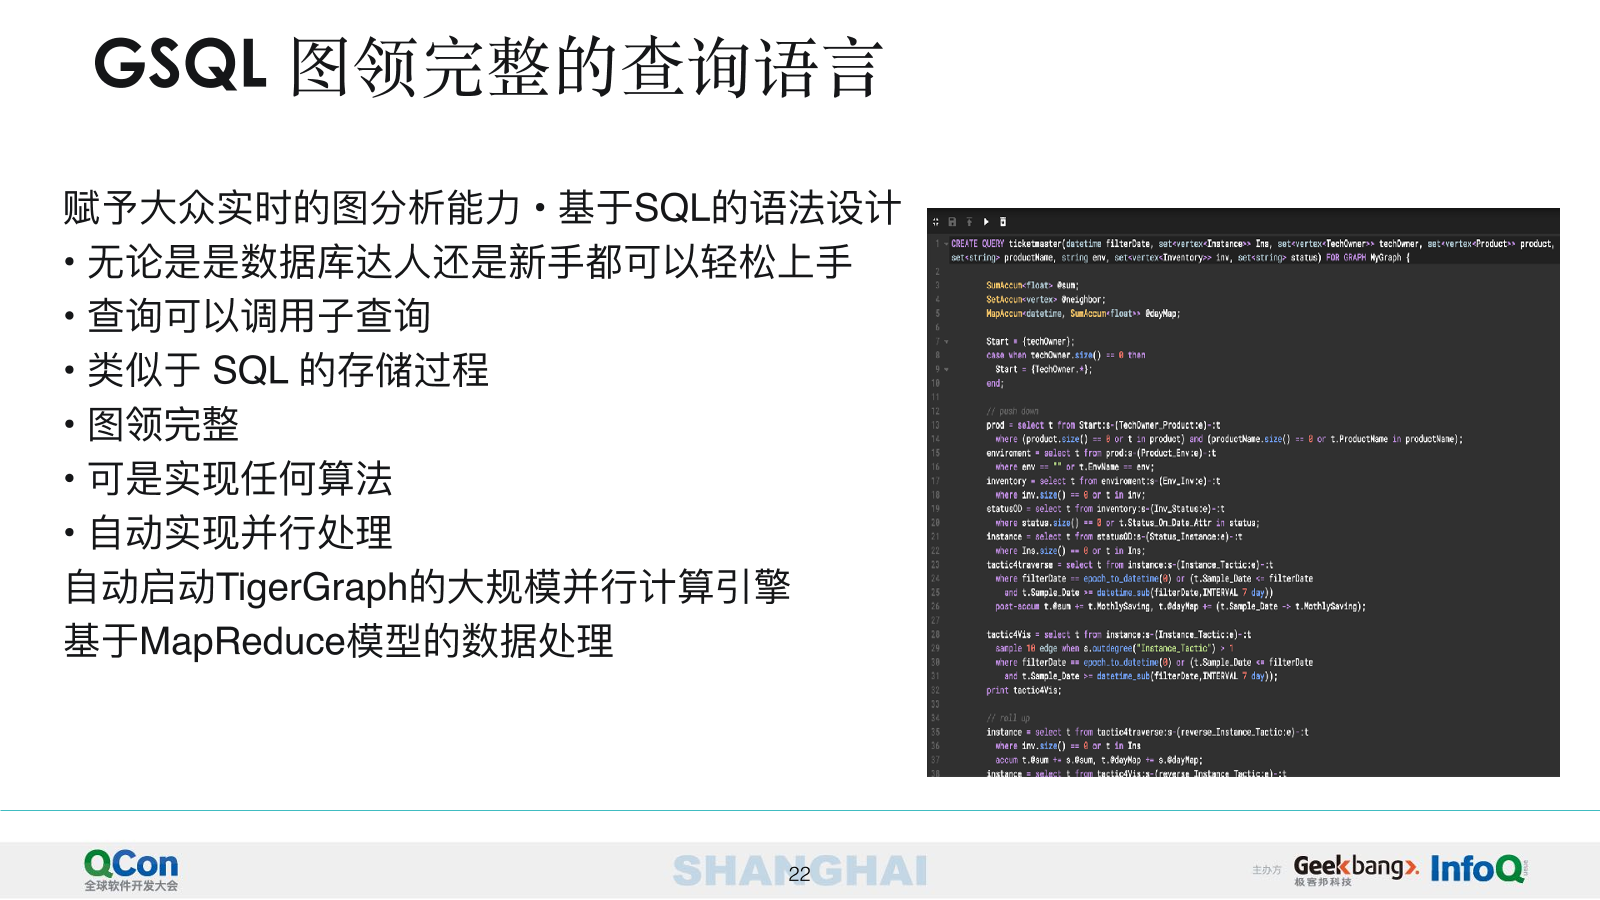 GSQL 图领完整的查询语言
赋予大众实时的图分析能力 • 基于SQL的语法设计
• 无论是是数据库达人还是新手都可以轻松上手
• 查询可以调用子查询
• 类似于 SQL 的存储过程
• 图领完整
• 可是实现任何算法
• 自动实现并行处理
自动启动TigerGraph的大规模并行计算引擎
基于MapReduce模型的数据处理
1 CREATE QUERY ticketmaster(datetime filterDate, set<vertex<Instance>> Ins, set<vertex<TechOwner>> techOwner, set<vertex<Product>> product,
set<string> productName, string env, set<vertex<Inventory>> inv, set<string> status) FOR GRAPH MyGraph {
2
3 SumAccum<float> @sum;
4 SetAccum<vertex> @neighbor;
5 MapAccum<datetime, SumAccum<float>> @dayMap;
6
7 Start = {techOwner};
8 case when techOwner.size() == 0 then
9 Start = {TechOwner.*};
10 end;
11
12 // push down
13 prod = select t from Start:s-(TechOwner_Product:e)-:t
14 where (product.size() == 0 or t in product) and (productName.size() == 0 or t.ProductName in productName);
15 enviroment = select t from prod:s-(Product_Env:e)-:t
16 where env == "" or t.EnvName == env;
17 inventory = select t from enviroment:s-(Env_Inv:e)-:t
18 where inv.size() == 0 or t in inv;
19 statusOD = select t from inventory:s-(Inv_Status:e)-:t
20 where status.size() == 0 or t.Status_On_Date_Attr in status;
21 instance = select t from statusOD:s-(Status_Instance:e)-:t
22 where Ins.size() == 0 or t in Ins;
23 tactic4traverse = select t from instance:s-(Instance_Tactic:e)-:t
24 where filterDate == epoch_to_datetime(0) or (t.Sample_Date <= filterDate
25 and t.Sample_Date >= datetime_sub(filterDate,INTERVAL 7 day))
26 post-accum t.@sum += t.MothlySaving, t.@dayMap += (t.Sample_Date -> t.MothlySaving);
27
28 tactic4Vis = select t from instance:s-(Instance_Tactic:e)-:t
29 sample 10 edge when s.outdegree("Instance_Tactic") > 1
30 where filterDate == epoch_to_datetime(0) or (t.Sample_Date <= filterDate
31 and t.Sample_Date >= datetime_sub(filterDate,INTERVAL 7 day));
32 print tactic4Vis;
33
34 // roll up
35 instance = select t from tactic4traverse:s-(reverse_Instance_Tactic:e)-:t
36 where inv.size() == 0 or t in Ins
37 accum t.@sum += s.@sum, t.@dayMap += s.@dayMap;
38 instance = select t from tactic4Vis:s-(reverse_Instance_Tactic:e)-:t
QCon
全球软件开发大会
SHANGHAI
22
主办方
Geekbang>.
极客邦科技
InfoQ